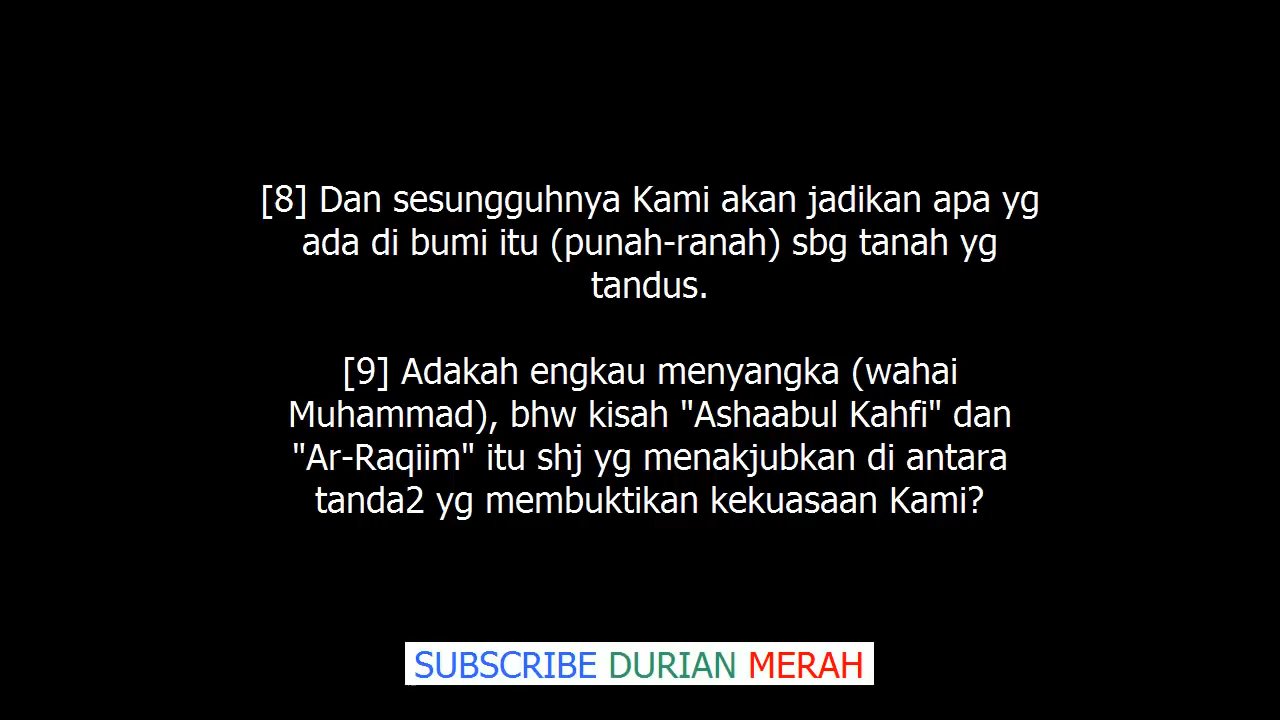 [8] Dan sesungguhnya Kami akan jadikan apa yg
ada di bumi itu (punah-ranah) sbg tanah yg
tandus.
[9] Adakah engkau menyangka (wahai
Muhammad), bhw kisah "Ashaabul Kahfi" dan
"Ar-Raqiim" itu shj yg menakjubkan di antara
tanda2 yg membuktikan kekuasaan Kami?
SUBSCRIBE DURIAN MERAH